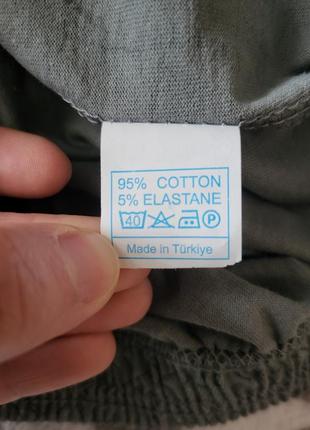 95% COTTON
5% ELASTANE
40 P
Made in Türkiye